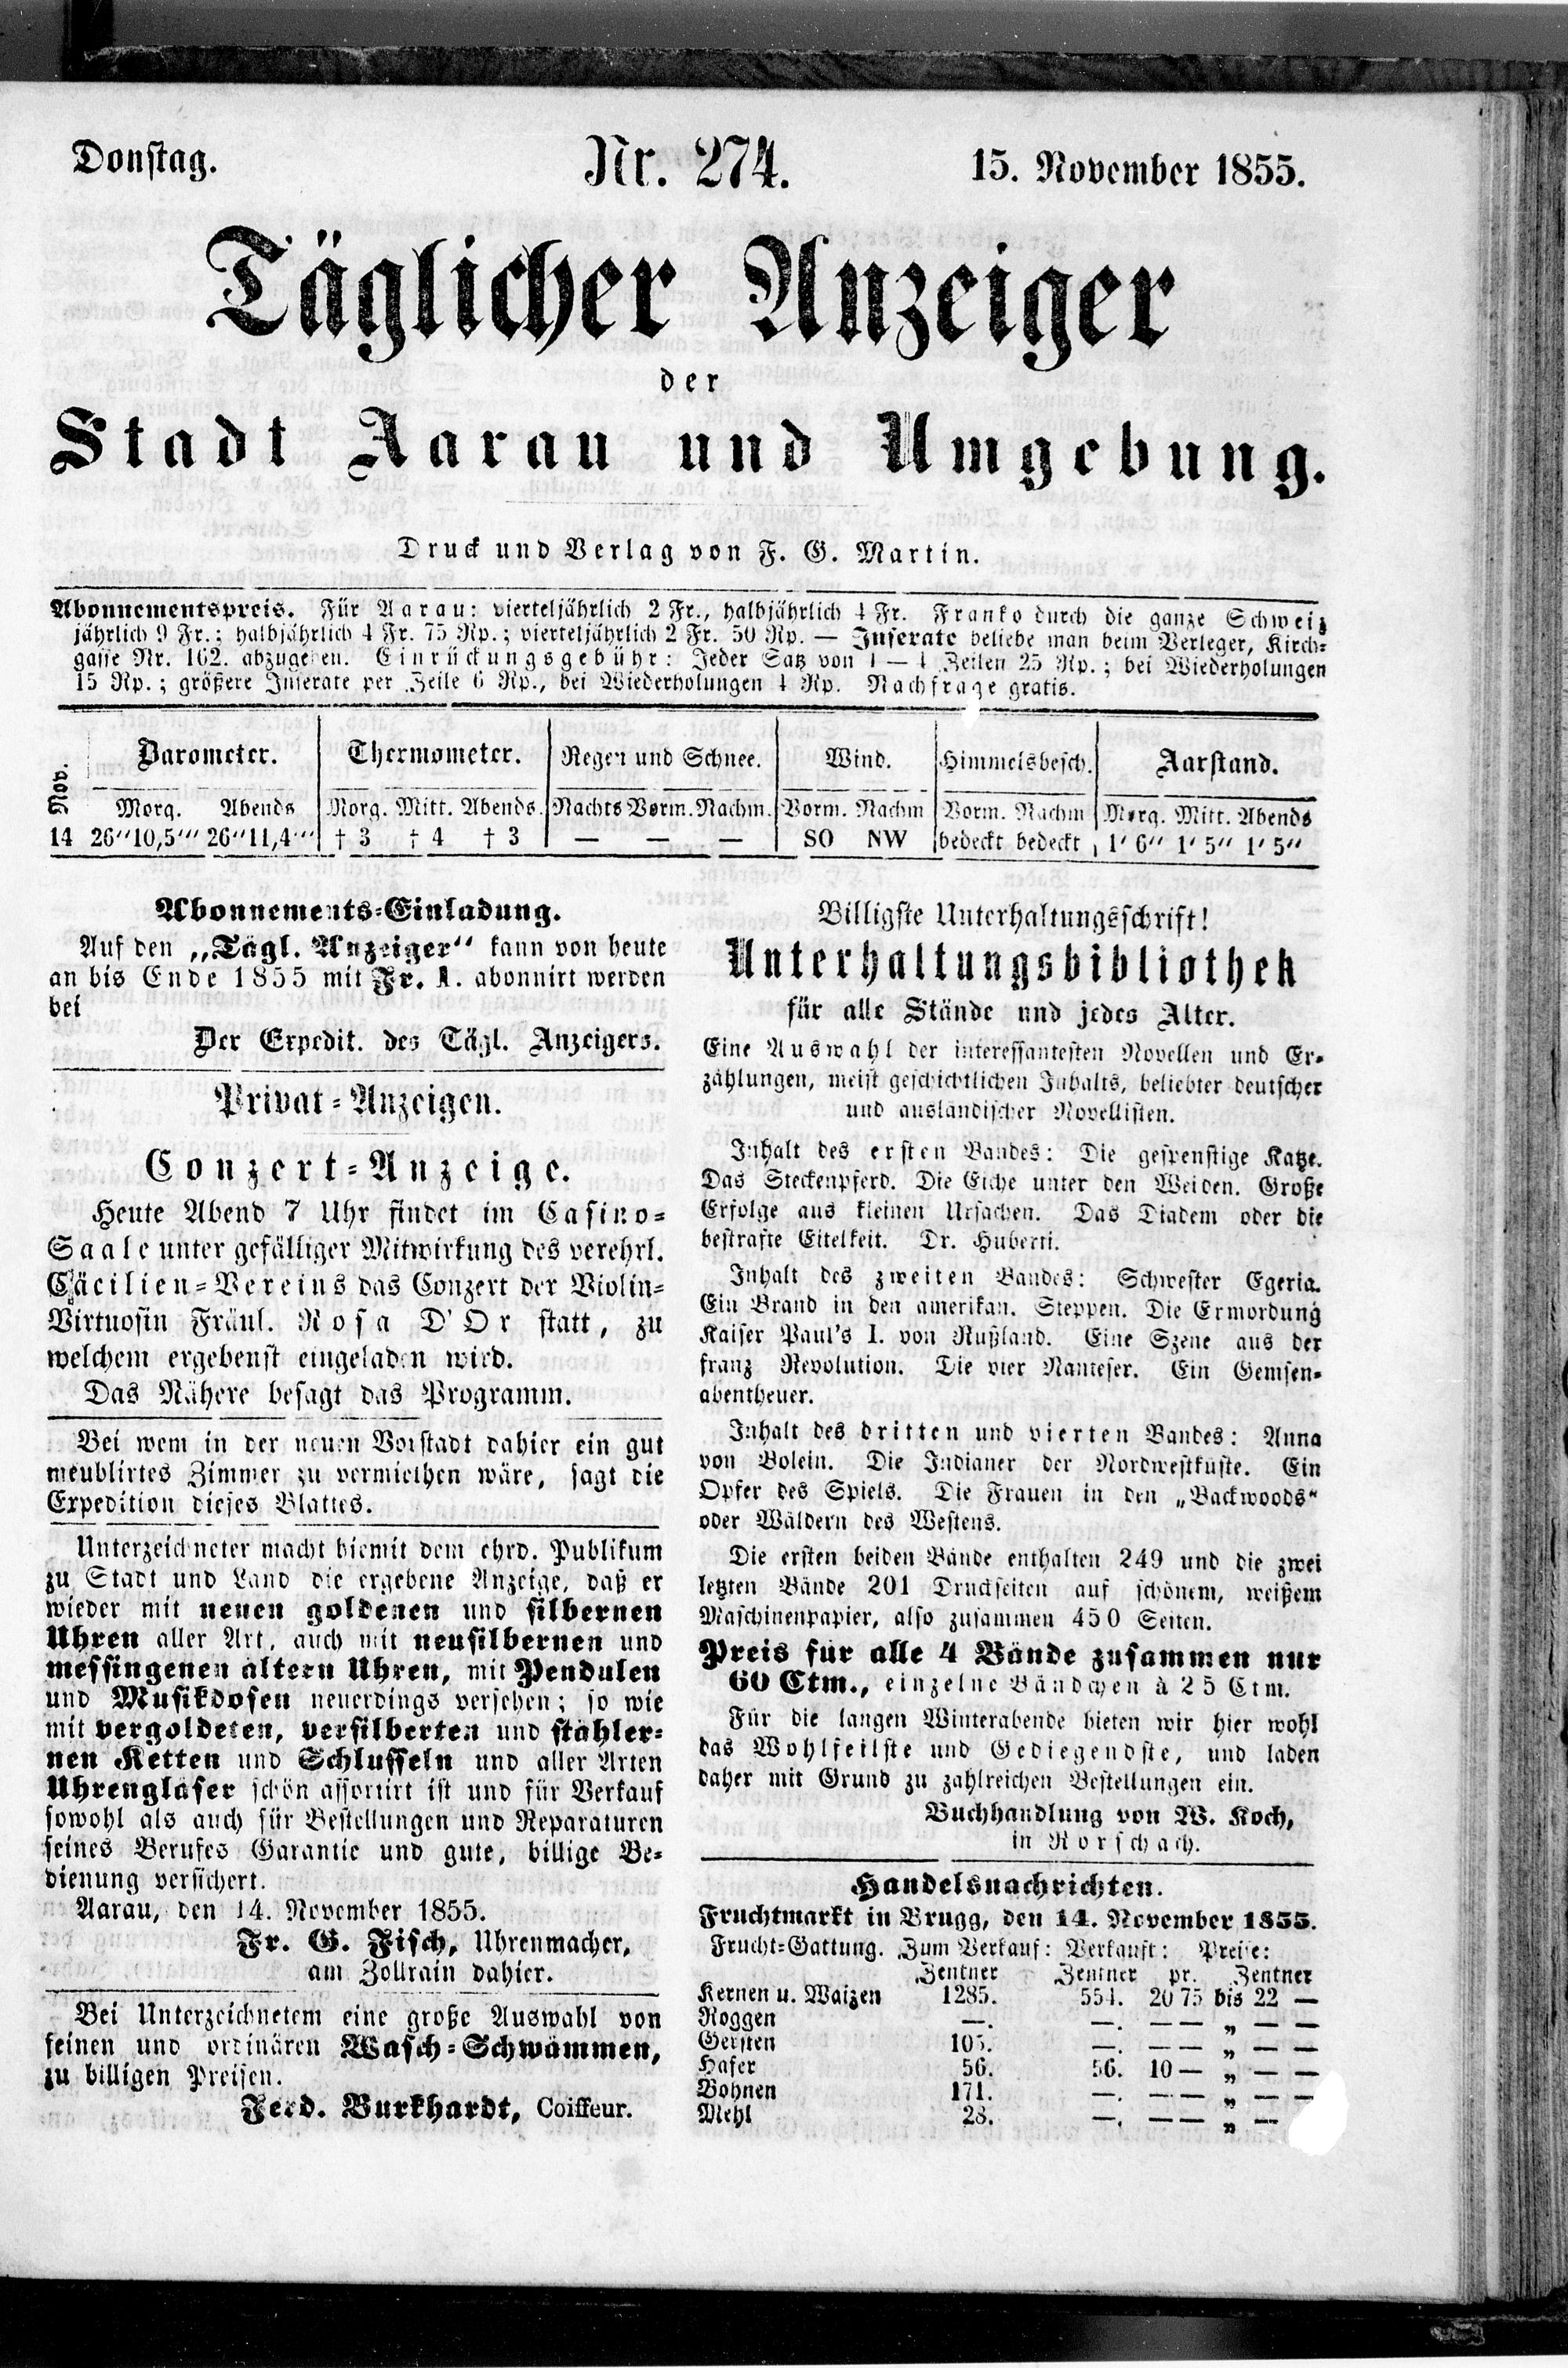 Donstag.
Nr. 274.
15. November 1855.
Täglicher Anzeiger
der
Stadt Aarau und Umgebung.
Druck und Verlag von F. G. Martin.
Abonnementspreis. Für Aarau: vierteljährlich 2 Fr., halbjährlich 4 Fr. Franko durch die ganze Schweiz
jährlich 9 Fr.; halbjährlich 4 Fr. 75 Rp.; vierteljährlich 2 Fr. 50 Rp. — Inserate beliebe man beim Verleger, Kirch-
gasse Nr. 162. abzugeben. Einrückungsgebühr: Jeder Satz von 1 — 4 Zeilen 25 Rp.; bei Wiederholungen
15 Rp.; größere Inserate per Zeile 6 Rp., bei Wiederholungen 4 Rp. Nachfrage gratis.
Nov. Barometer. Thermometer. Regen und Schnee. Wind. Himmelsbesch. Aarstand.
Morg. Abends Morg. Mitt. Abends. Nachts Vorm. Nachm. Vorm. Nachm Vorm. Nachm Morg. Mitt. Abends
14 26"10,5"' 26"11,4"' † 3 † 4 † 3 — — — SO NW bedeckt bedeckt 1' 6" 1' 5" 1' 5"
Abonnements-Einladung.
Auf den „Tägl. Anzeiger" kann von heute
an bis Ende 1855 mit Fr. 1. abonnirt werden
bei
Der Expedit. des Tägl. Anzeigers.
Privat-Anzeigen.
Conzert-Anzeige.
Heute Abend 7 Uhr findet im Casino-
Saale unter gefälliger Mitwirkung des verehrl.
Cäcilien-Vereins das Conzert der Violin-
Virtuosin Fräul. Rosa D'Or statt, zu
welchem ergebenst eingeladen wird.
Das Nähere besagt das Programm.
Bei wem in der neuen Vorstadt dahier ein gut
meublirtes Zimmer zu vermiethen wäre, sagt die
Expedition dieses Blattes.
Unterzeichneter macht hiemit dem ehrd. Publikum
zu Stadt und Land die ergebene Anzeige, daß er
wieder mit neuen goldenen und silbernen
Uhren aller Art, auch mit neusilbernen und
messingenen ältern Uhren, mit Pendulen
und Musikdosen neuerdings versehen; so wie
mit vergoldeten, versilberten und stähler-
nen Ketten und Schlüsseln und aller Arten
Uhrengläser schön assortirt ist und für Verkauf
sowohl als auch für Bestellungen und Reparaturen
seines Berufes Garantie und gute, billige Be-
dienung versichert.
Aarau, den 14. November 1855.
Fr. G. Fisch, Uhrenmacher,
am Zollrain dahier.
Bei Unterzeichnetem eine große Auswahl von
feinen und ordinären Wasch-Schwämmen,
zu billigen Preisen.
Ferd. Burkhardt, Coiffeur.
Billigste Unterhaltungsschrift!
Unterhaltungsbibliothek
für alle Stände und jedes Alter.
Eine Auswahl der interessantesten Novellen und Er-
zählungen, meist geschichtlichen Inhalts, beliebter deutscher
und ausländischer Novellisten.
Inhalt des ersten Bandes: Die gespenstige Katze.
Das Steckenpferd. Die Eiche unter den Weiden. Große
Erfolge aus kleinen Ursachen. Das Diadem oder die
bestrafte Eitelkeit. Dr. Huberti.
Inhalt des zweiten Bandes: Schwester Egeria.
Ein Brand in den amerikan. Steppen. Die Ermordung
Kaiser Paul's I. von Rußland. Eine Szene aus der
franz Revolution. Die vier Nanteser. Ein Gemsen-
abentheuer.
Inhalt des dritten und vierten Bandes: Anna
von Bolein. Die Indianer der Nordwestküste. Ein
Opfer des Spiels. Die Frauen in den „Backwoods"
oder Wäldern des Westens.
Die ersten beiden Bände enthalten 249 und die zwei
letzten Bände 201 Druckseiten auf schönem, weißem
Maschinenpapier, also zusammen 450 Seiten.
Preis für alle 4 Bände zusammen nur
60 Ctm., einzelne Bändchen à 25 Ctm.
Für die langen Winterabende bieten wir hier wohl
das Wohlfeilste und Gediegendste, und laden
daher mit Grund zu zahlreichen Bestellungen ein.
Buchhandlung von W. Koch,
in Rorschach.
Handelsnachrichten.
Fruchtmarkt in Brugg, den 14. November 1855.
Frucht-Gattung. Zum Verkauf: Verkauft: Preise:
Zentner Zentner pr. Zentner
Kernen u. Waizen 1285. 554. 20 75 bis 22 —
Roggen —. —. — — „ — —
Gersten 105. —. — — „ — —
Hafer 56. 56. 10 — „ — —
Bohnen 171. —. — — „ — —
Mehl 28. —. — — „ —